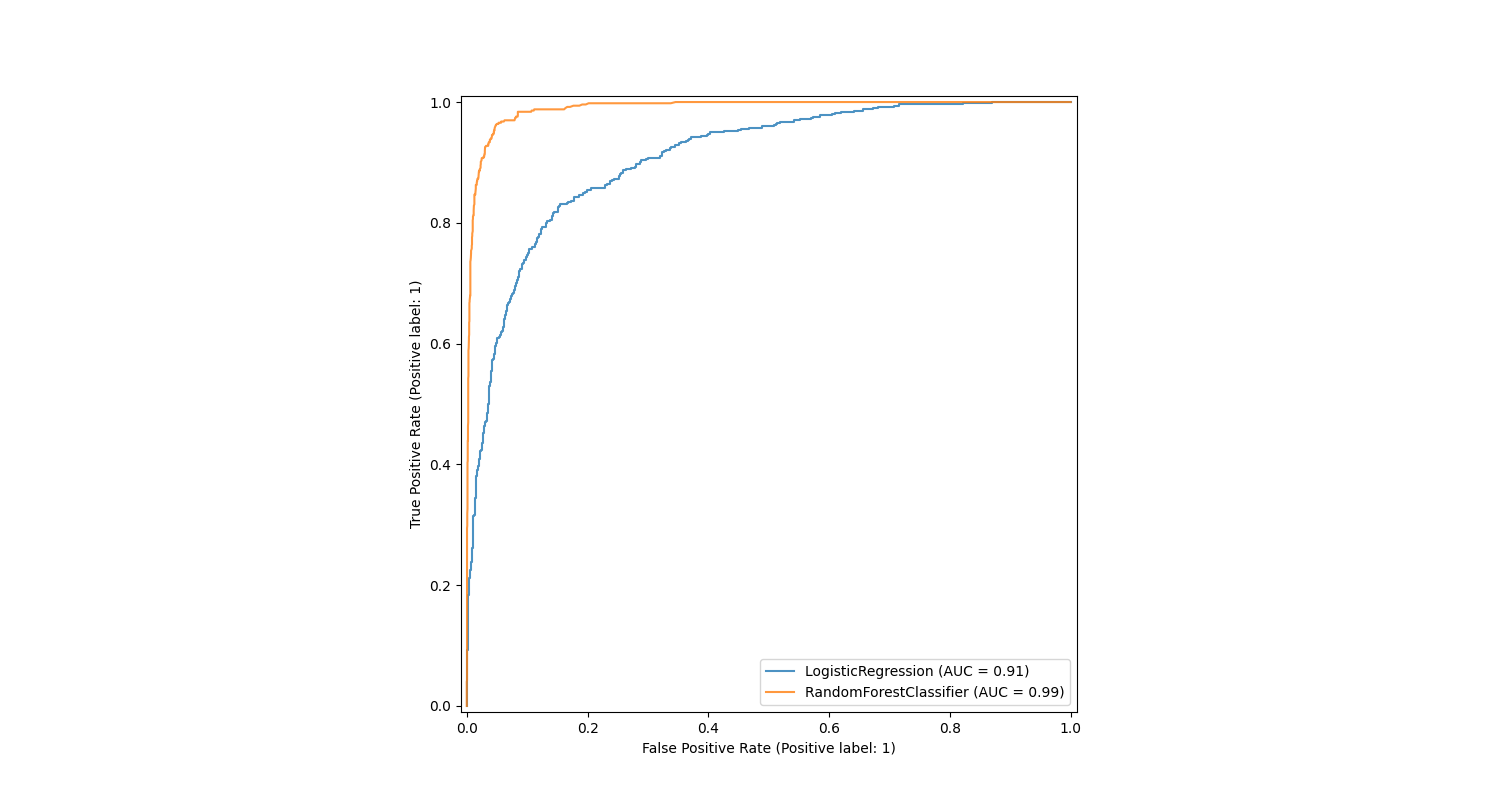 1.0
0.8
0.6
0.4
0.2
0.0
True Positive Rate (Positive label: 1)
LogisticRegression (AUC = 0.91)
RandomForestClassifier (AUC = 0.99)
0.0 0.2 0.4 0.6 0.8 1.0
False Positive Rate (Positive label: 1)